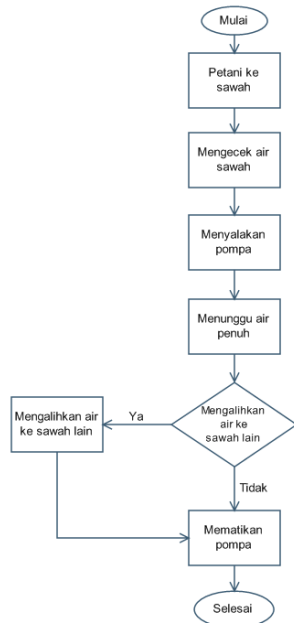 Mulai
Petani ke
sawah
Mengecek air
sawah
Menyalakan
pompa
Menunggu air
penuh
Mengalihkan
air ke
sawah lain
Ya
Mengalihkan air
ke sawah lain
Tidak
Mematikan
pompa
Selesai